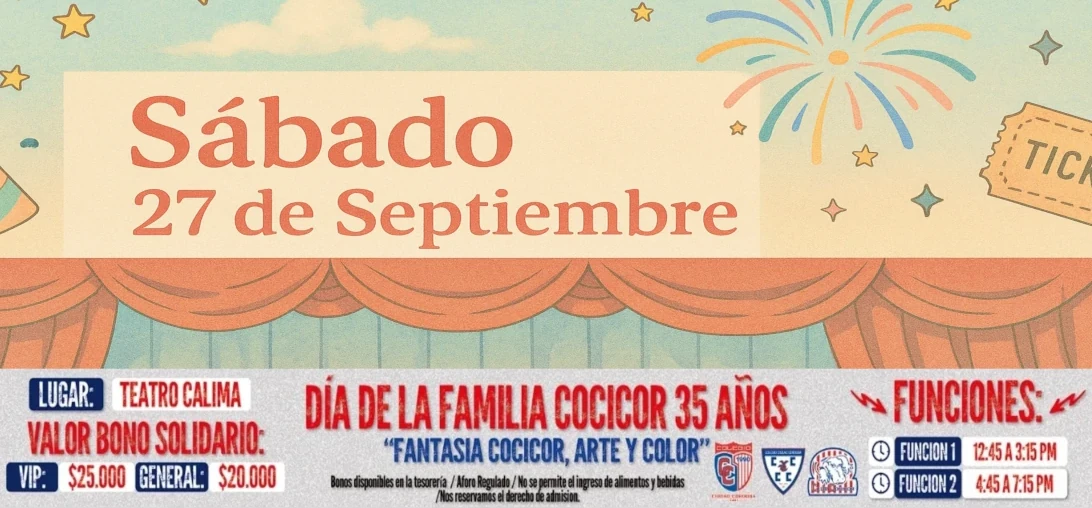 Sábado
27 de Septiembre
TICK
LUGAR: TEATRO CALIMA
VALOR BONO SOLIDARIO:
VIP: $25.000 GENERAL: $20.000
DÍA DE LA FAMILIA COCICOR 35 AÑOS
“FANTASIA COCICOR, ARTE Y COLOR”
Bonos disponibles en la tesorería / Aforo Regulado / No se permite el ingreso de alimentos y bebidas
/Nos reservamos el derecho de admision.
FUNCIONES:
FUNCION 1 12:45 A 3:15 PM
FUNCION 2 4:45 A 7:15 PM